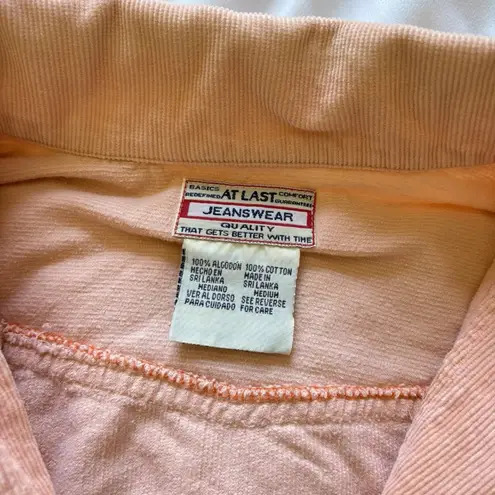 BASICS AT LAST COMFORT
REDEFINED GUARANTEED
JEANSWEAR
QUALITY
THAT GETS BETTER WITH TIME
100% ALGODON 100% COTTON
HECHO EN MADE IN
SRI LANKA SRI LANKA
MEDIANO MEDIUM
VER AL DORSO SEE REVERSE
PARA CUIDADO FOR CARE